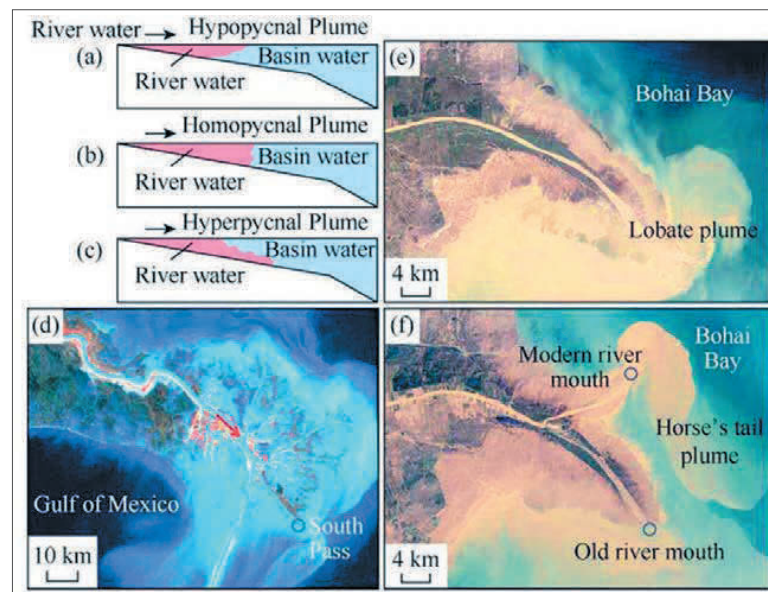 River water → Hypopycnal Plume
(a)
Basin water
River water
Homopycnal Plume
(b)
Basin water
River water
Hyperpycnal Plume
(c)
Basin water
River water
(d)
Gulf of Mexico
South
Pass
10 km
(e)
Bohai Bay
Lobate plume
4 km
(f)
Bohai
Bay
Modern river
mouth
Horse's tail
plume
Old river mouth
4 km